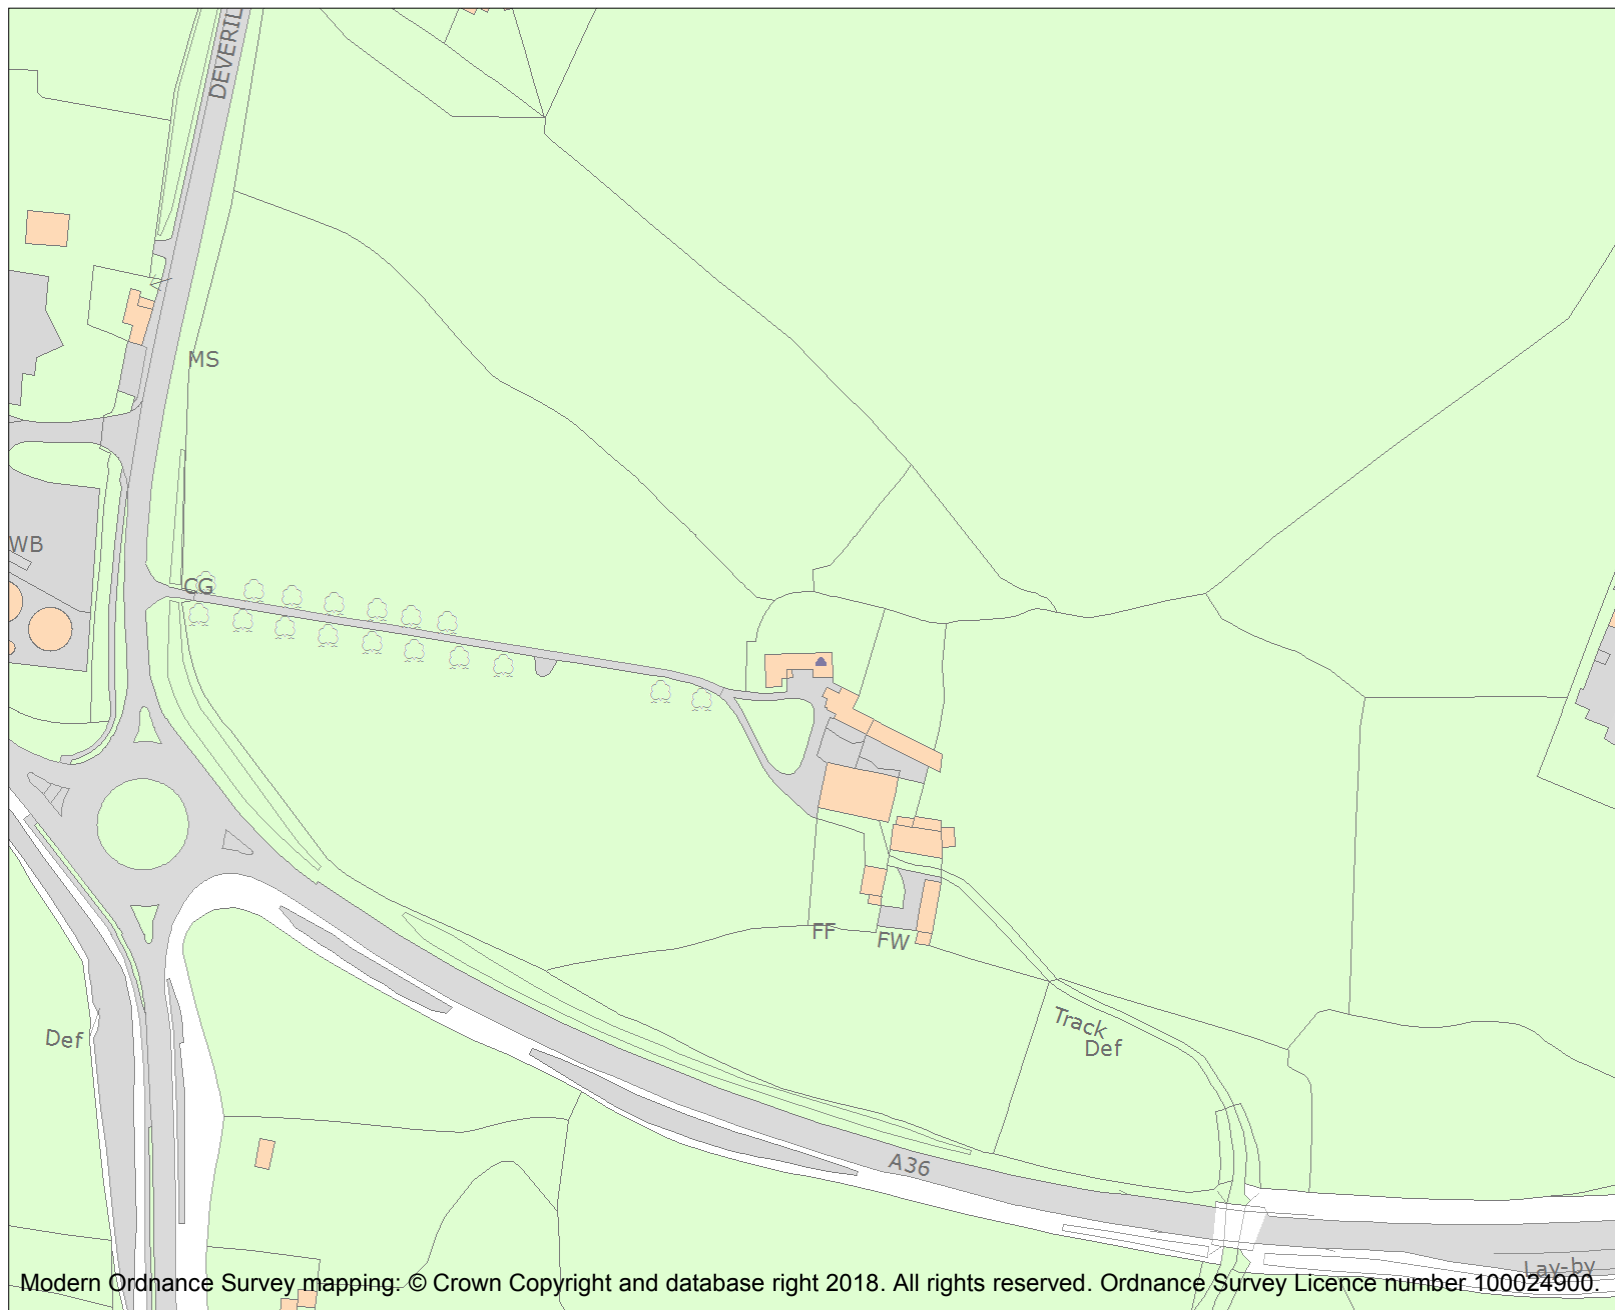 DEVERIL
MS
WB
CG
FF
FW
Def
Track
Def
A36
Lay-by
Modern Ordnance Survey mapping: © Crown Copyright and database right 2018. All rights reserved. Ordnance Survey Licence number 100024900.